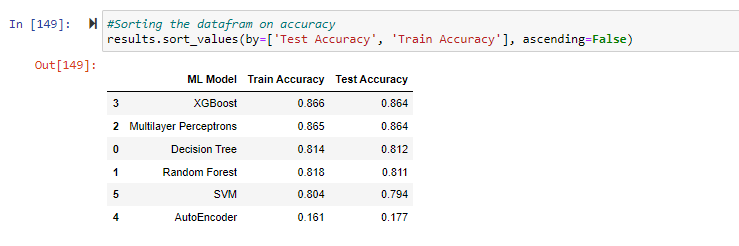 In [149]: #Sorting the datafram on accuracy
results.sort_values(by=['Test Accuracy', 'Train Accuracy'], ascending=False)
Out[149]:
ML Model Train Accuracy Test Accuracy
3 XGBoost 0.866 0.864
2 Multilayer Perceptrons 0.865 0.864
0 Decision Tree 0.814 0.812
1 Random Forest 0.818 0.811
5 SVM 0.804 0.794
4 AutoEncoder 0.161 0.177